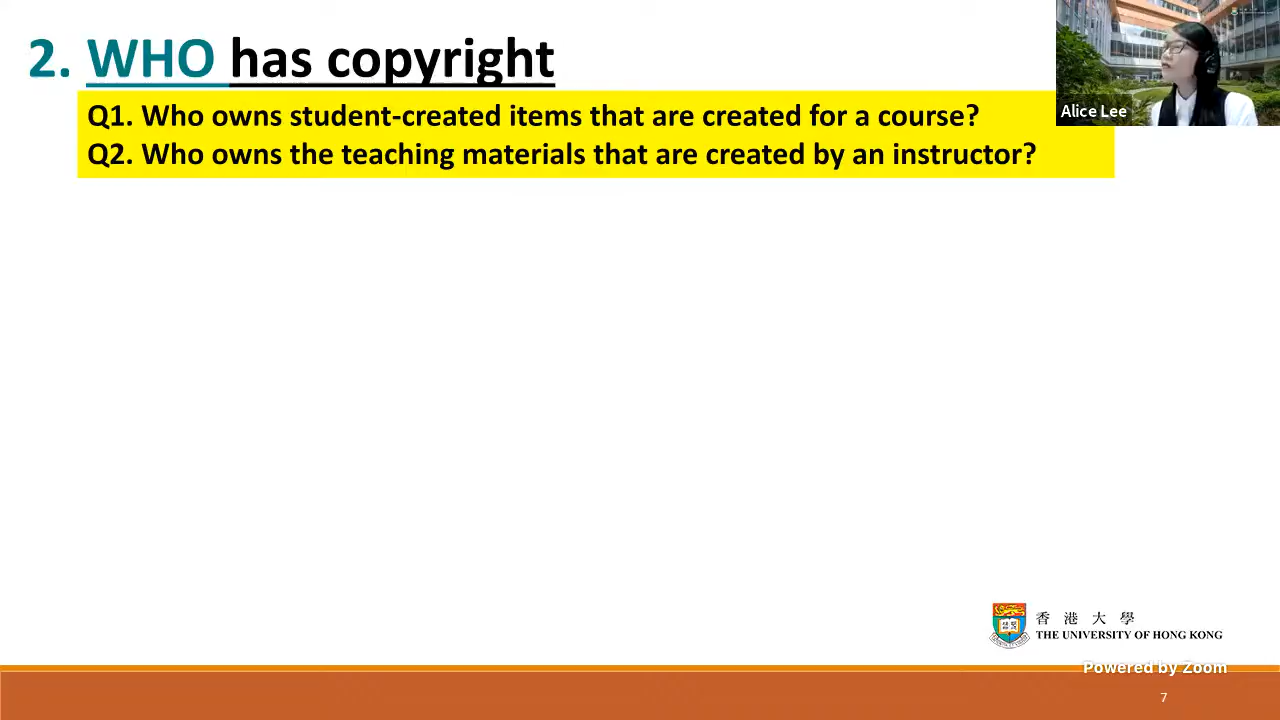 2. WHO has copyright
Q1. Who owns student-created items that are created for a course?
Q2. Who owns the teaching materials that are created by an instructor?
Alice Lee
香港大學
THE UNIVERSITY OF HONG KONG
Powered by Zoom
7